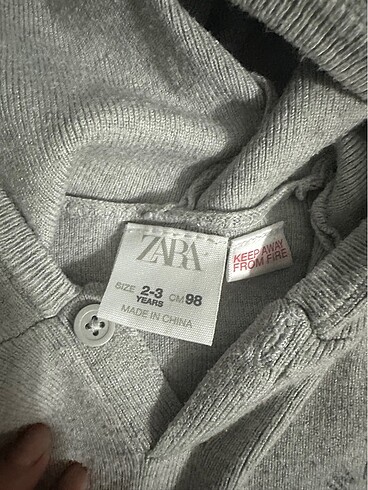 ZARA
SIZE 2-3 CM 98
YEARS
MADE IN CHINA
KEEP AWAY
FROM FIRE